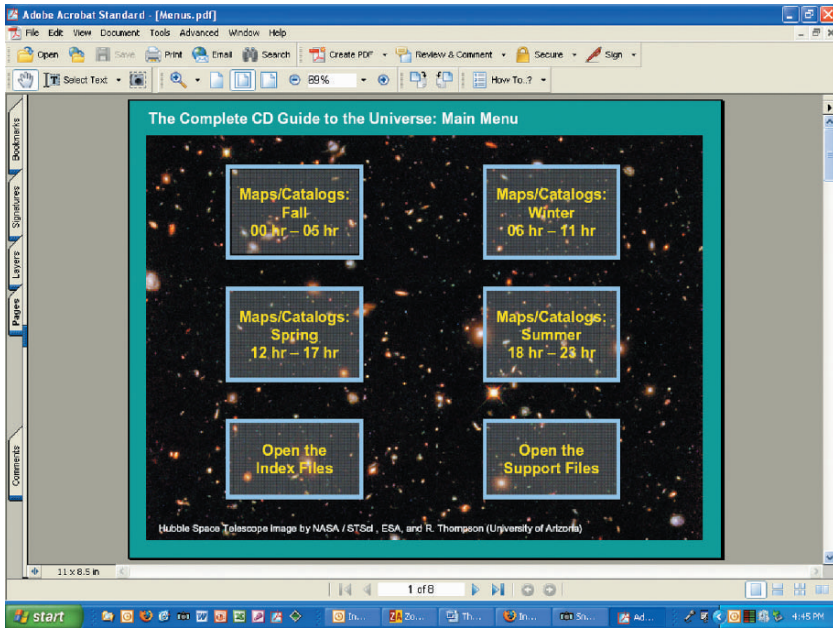 Adobe Acrobat Standard - [Menus.pdf]
File Edit View Document Tools Advanced Window Help
Open Save Print Email Search Create PDF Review & Comment Secure Sign
Select Text 89% How To..?
Bookmarks
Signatures
Layers
Pages
Comments
The Complete CD Guide to the Universe: Main Menu
Maps/Catalogs:
Fall
00 hr – 05 hr
Maps/Catalogs:
Winter
06 hr – 11 hr
Maps/Catalogs:
Spring
12 hr – 17 hr
Maps/Catalogs:
Summer
18 hr – 23 hr
Open the
Index Files
Open the
Support Files
Hubble Space Telescope Image by NASA / STScI , ESA, and R. Thompson (University of Arizona)
11 x 8.5 in
1 of 8
start In... Zo... Th... In... Sn... Ad... 4:45 PM